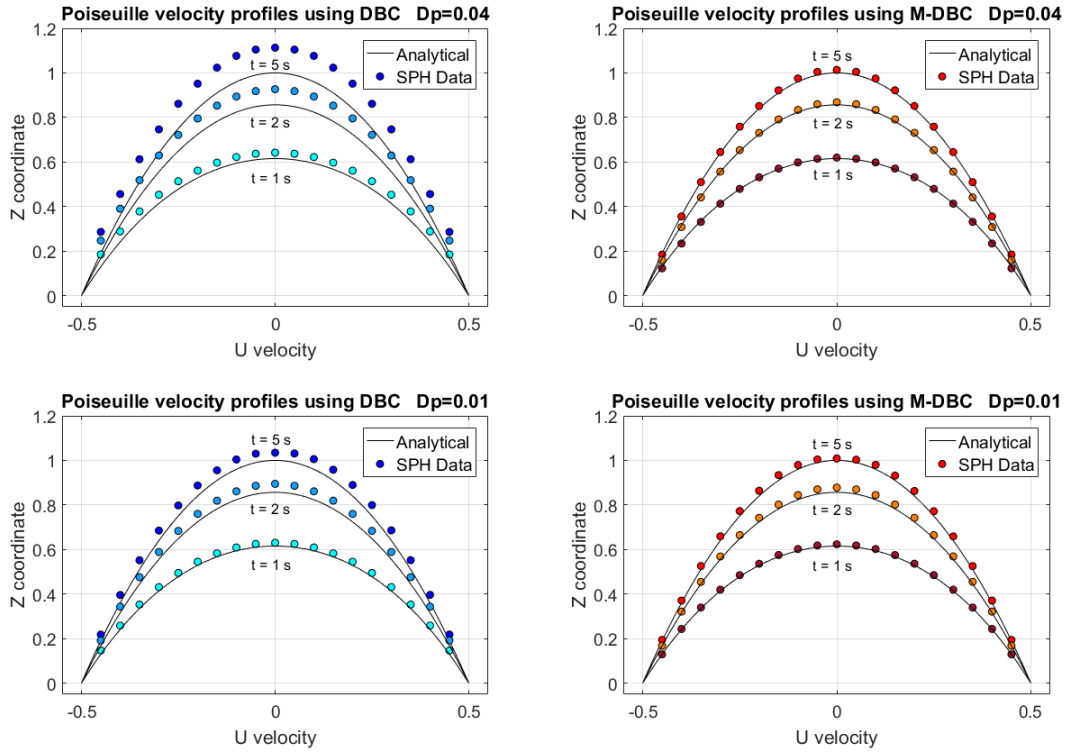 Poiseuille velocity profiles using DBC Dp=0.04
1.2
1
0.8
0.6
0.4
0.2
0
Z coordinate
t = 5 s
t = 2 s
t = 1 s
Analytical
SPH Data
-0.5
0
0.5
U velocity
Poiseuille velocity profiles using M-DBC Dp=0.04
1.2
1
0.8
0.6
0.4
0.2
0
Z coordinate
t = 5 s
t = 2 s
t = 1 s
Analytical
SPH Data
-0.5
0
0.5
U velocity
Poiseuille velocity profiles using DBC Dp=0.01
1.2
1
0.8
0.6
0.4
0.2
0
Z coordinate
t = 5 s
t = 2 s
t = 1 s
Analytical
SPH Data
-0.5
0
0.5
U velocity
Poiseuille velocity profiles using M-DBC Dp=0.01
1.2
1
0.8
0.6
0.4
0.2
0
Z coordinate
t = 5 s
t = 2 s
t = 1 s
Analytical
SPH Data
-0.5
0
0.5
U velocity